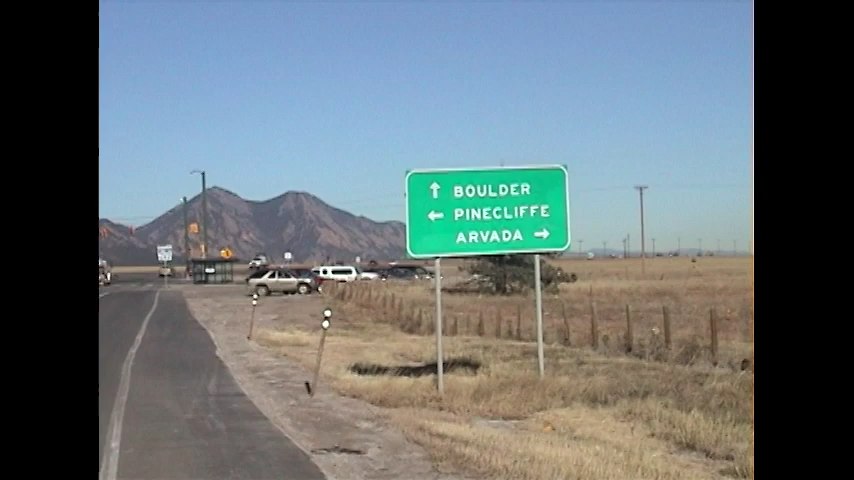 ↑ BOULDER
← PINECLIFFE
ARVADA →